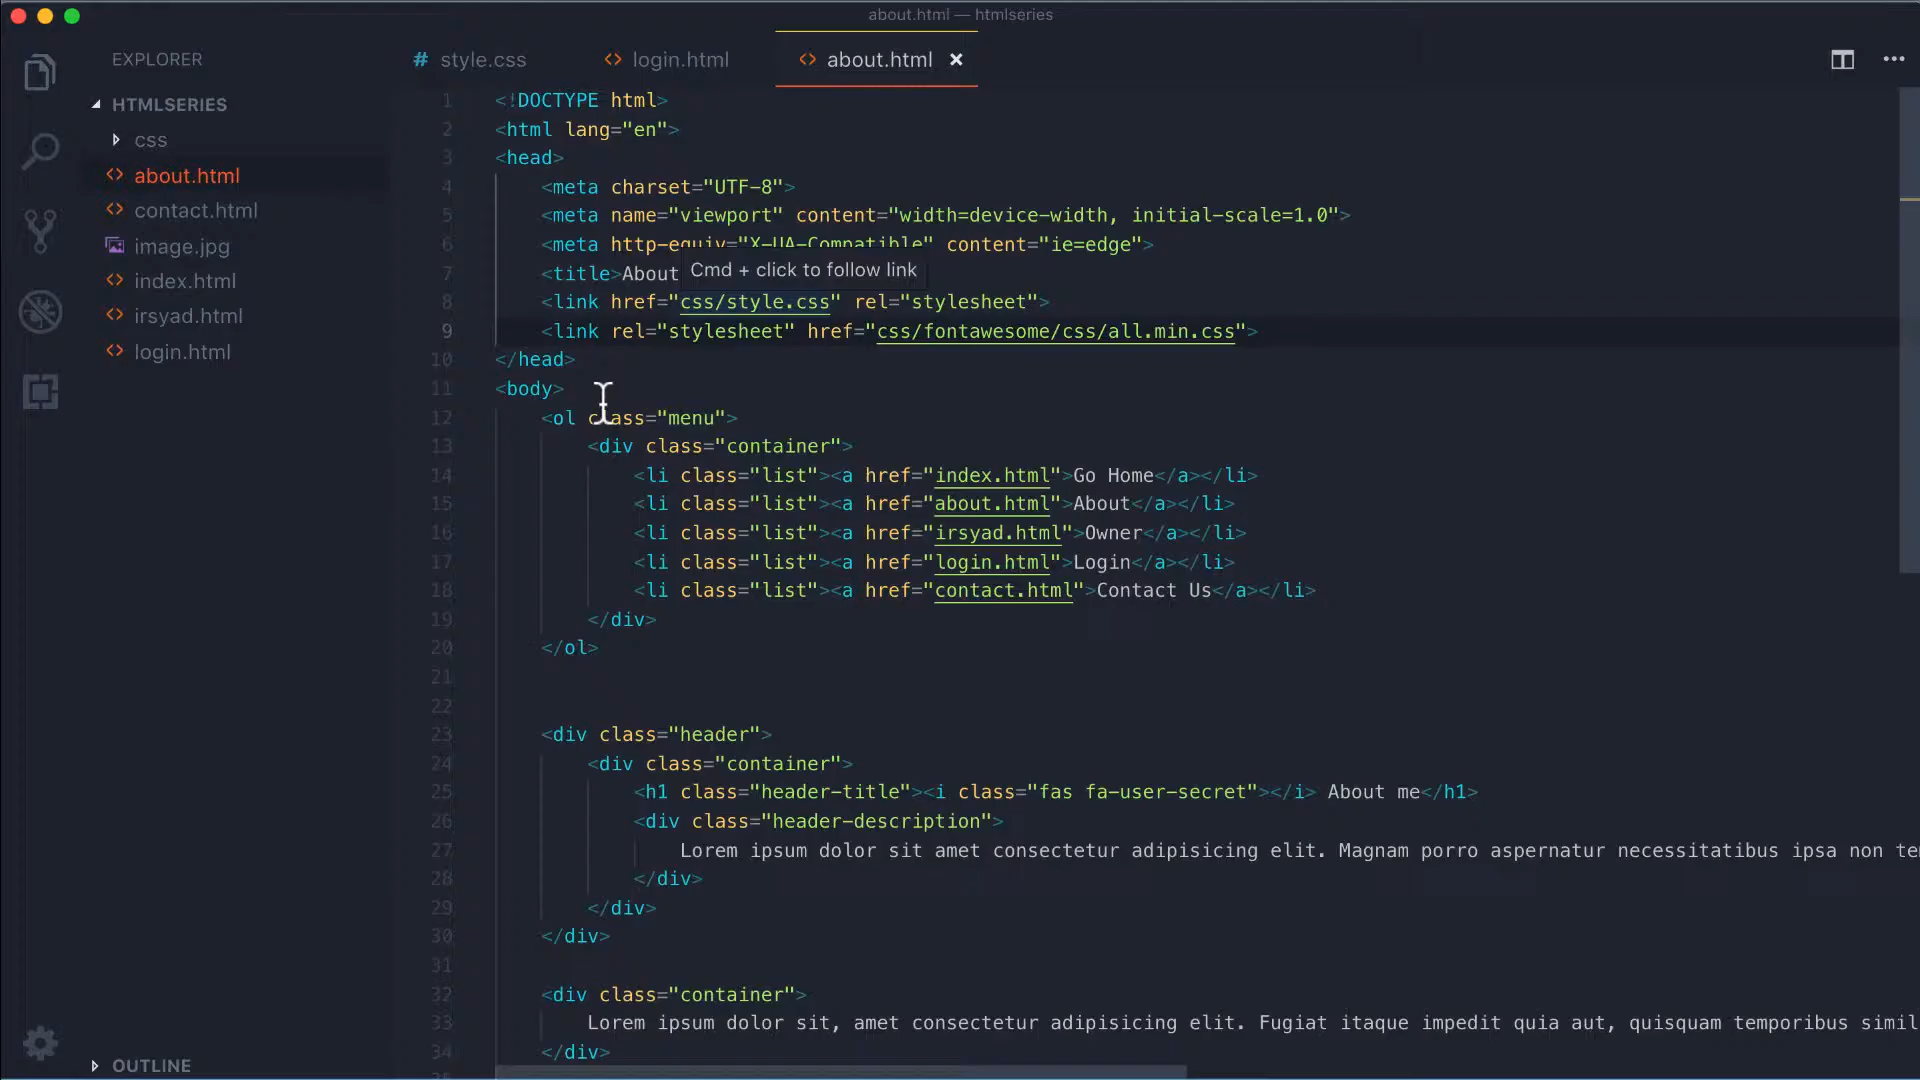 about.html — htmlseries
EXPLORER
HTMLSERIES
css
about.html
contact.html
image.jpg
index.html
irsyad.html
login.html
OUTLINE
# style.css
<> login.html
<> about.html ×
1 <!DOCTYPE html>
2 <html lang="en">
3 <head>
4 <meta charset="UTF-8">
5 <meta name="viewport" content="width=device-width, initial-scale=1.0">
6 <meta http-equiv="X-UA-Compatible" content="ie=edge">
7 <title>About
Cmd + click to follow link
8 <link href="css/style.css" rel="stylesheet">
9 <link rel="stylesheet" href="css/fontawesome/css/all.min.css">
10 </head>
11 <body>
12 <ol class="menu">
13 <div class="container">
14 <li class="list"><a href="index.html">Go Home</a></li>
15 <li class="list"><a href="about.html">About</a></li>
16 <li class="list"><a href="irsyad.html">Owner</a></li>
17 <li class="list"><a href="login.html">Login</a></li>
18 <li class="list"><a href="contact.html">Contact Us</a></li>
19 </div>
20 </ol>
21
22
23 <div class="header">
24 <div class="container">
25 <h1 class="header-title"><i class="fas fa-user-secret"></i> About me</h1>
26 <div class="header-description">
27 Lorem ipsum dolor sit amet consectetur adipisicing elit. Magnam porro aspernatur necessitatibus ipsa non te
28 </div>
29 </div>
30 </div>
31
32 <div class="container">
33 Lorem ipsum dolor sit, amet consectetur adipisicing elit. Fugiat itaque impedit quia aut, quisquam temporibus simil
34 </div>